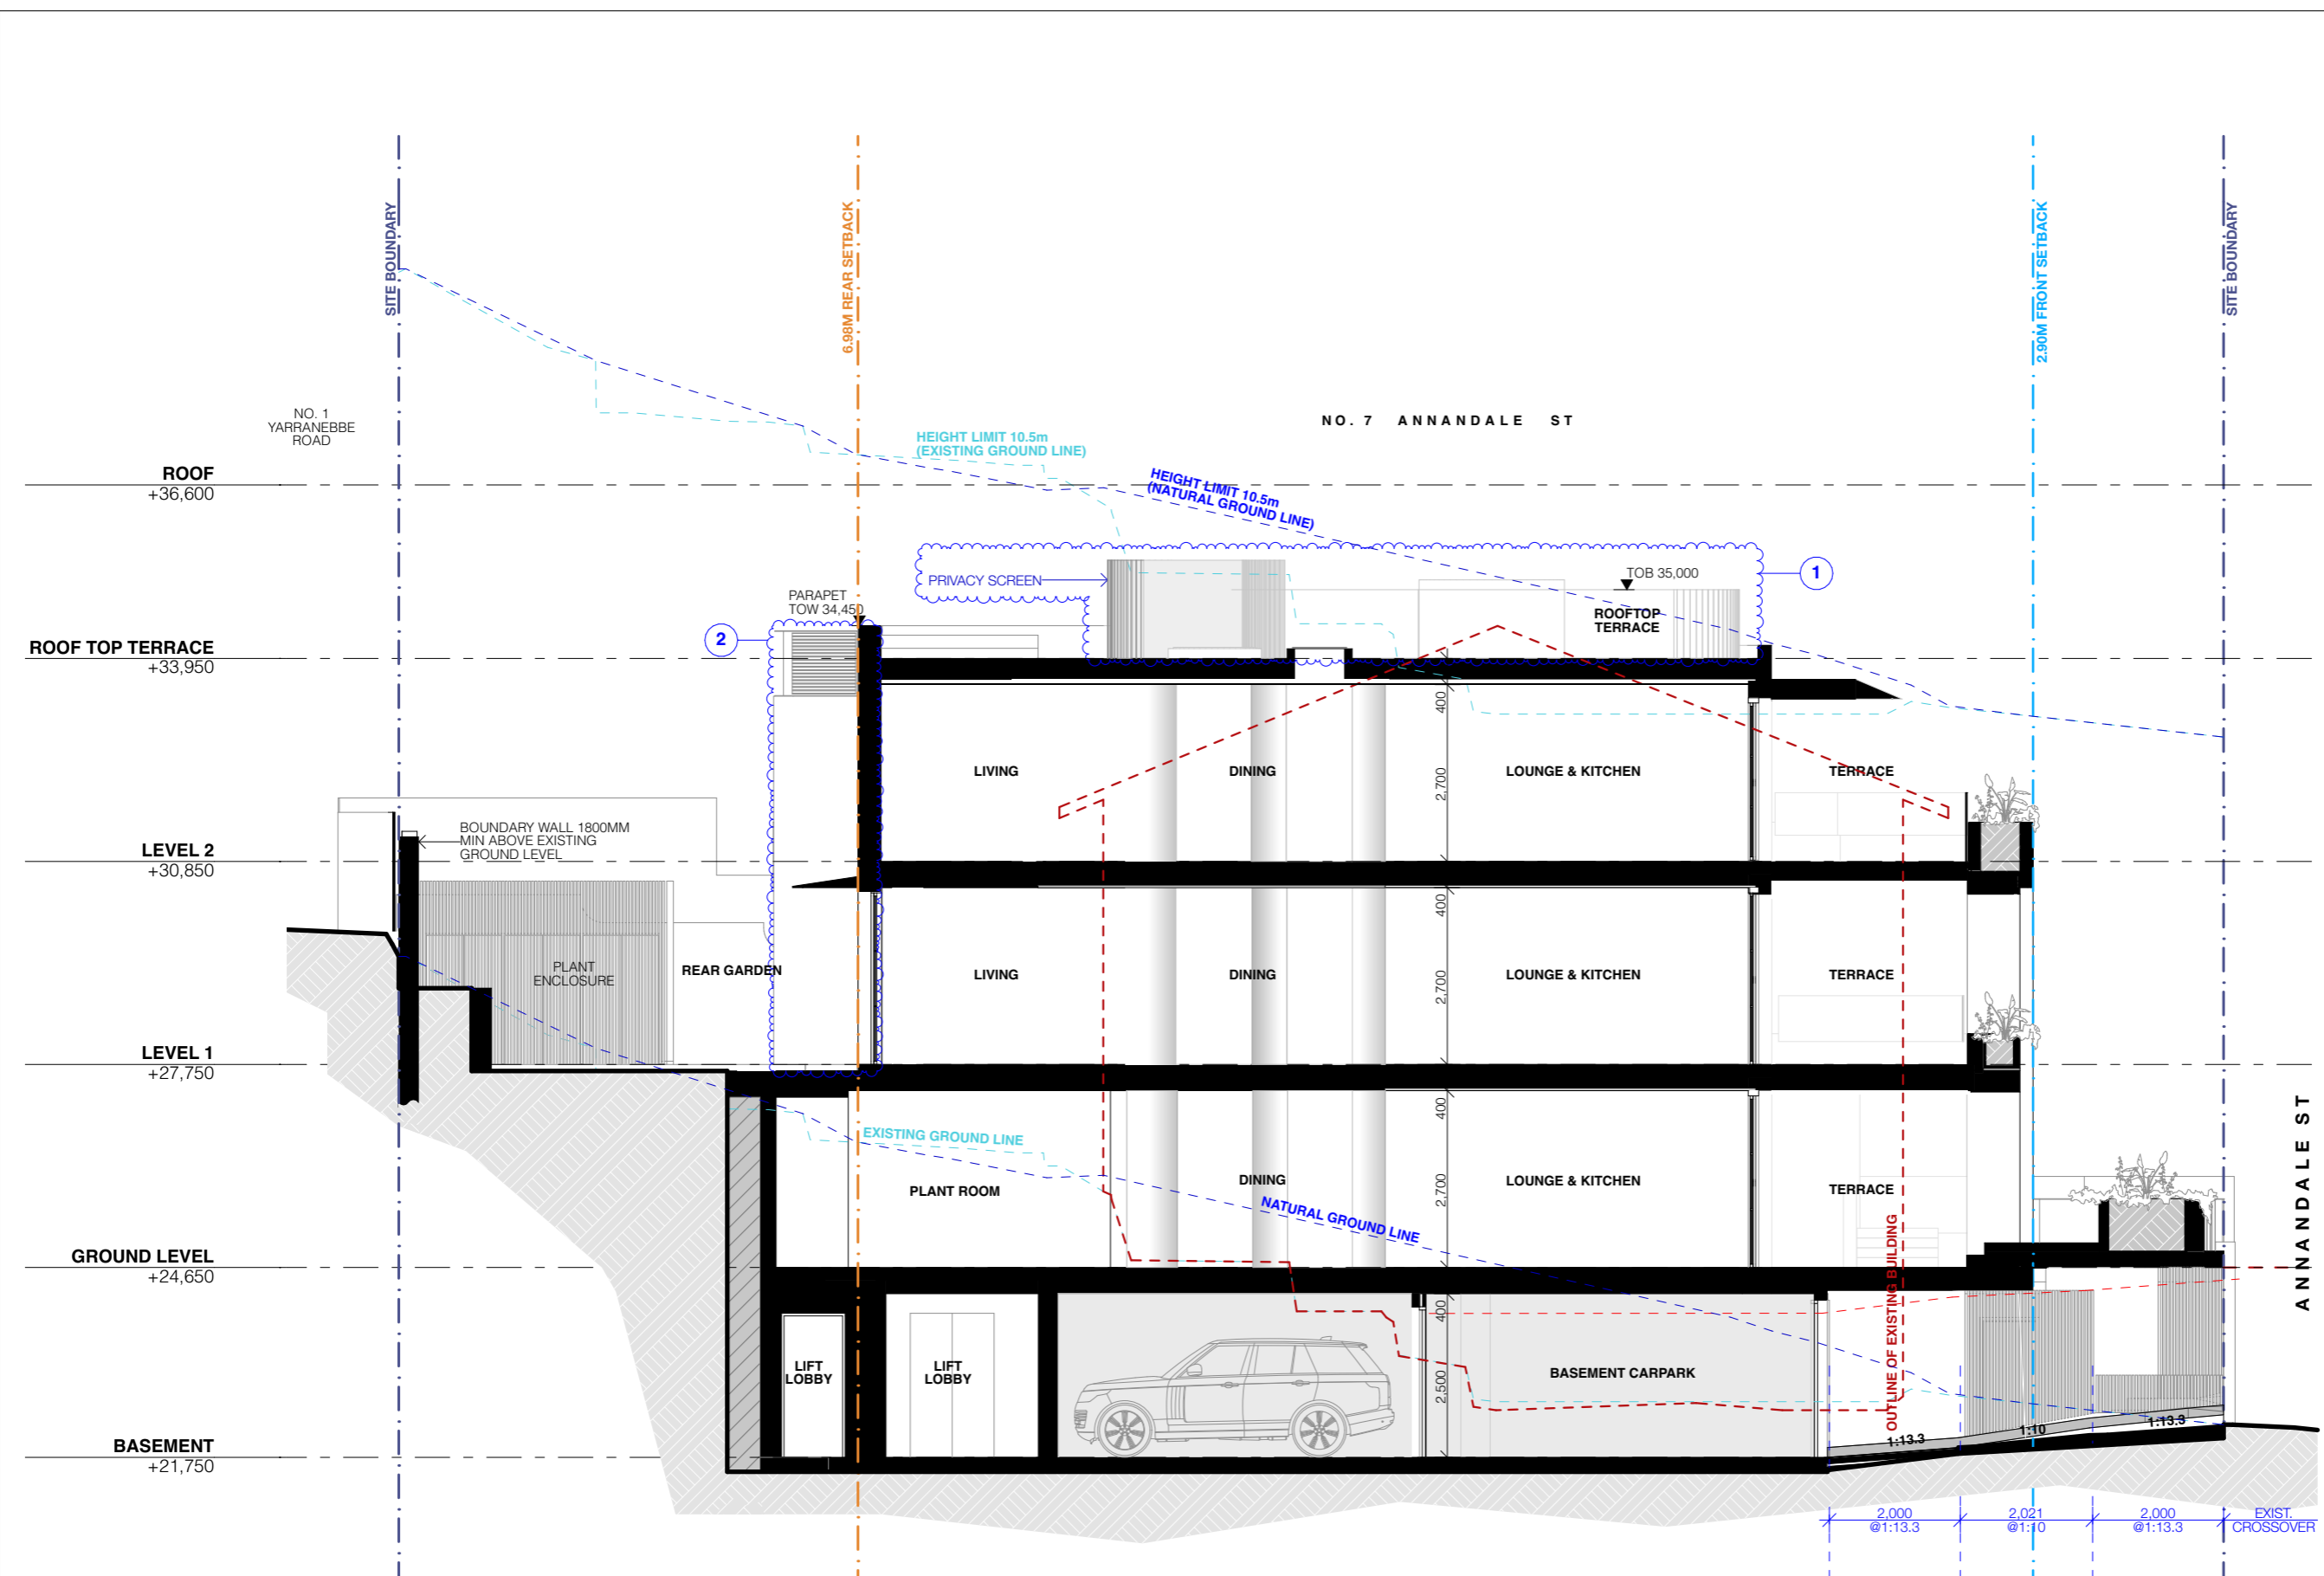 SITE BOUNDARY
6.98M REAR SETBACK
2.90M FRONT SETBACK
SITE BOUNDARY
NO. 1
YARRANEBBE
ROAD
NO. 7 ANNANDALE ST
HEIGHT LIMIT 10.5m
(EXISTING GROUND LINE)
HEIGHT LIMIT 10.5m
(NATURAL GROUND LINE)
ROOF
+36,600
PRIVACY SCREEN
TOB 35,000
1
PARAPET
TOW 34,450
ROOFTOP
TERRACE
2
ROOF TOP TERRACE
+33,950
400
LIVING
DINING
2,700
LOUNGE & KITCHEN
TERRACE
BOUNDARY WALL 1800MM
MIN ABOVE EXISTING
GROUND LEVEL
LEVEL 2
+30,850
400
PLANT
ENCLOSURE
REAR GARDEN
LIVING
DINING
2,700
LOUNGE & KITCHEN
TERRACE
LEVEL 1
+27,750
400
EXISTING GROUND LINE
PLANT ROOM
DINING
2,700
LOUNGE & KITCHEN
TERRACE
NATURAL GROUND LINE
ANNANDALE ST
GROUND LEVEL
+24,650
400
OUTLINE OF EXISTING BUILDING
LIFT
LOBBY
LIFT
LOBBY
2,500
BASEMENT CARPARK
1:13.3
1:10
1:13.3
BASEMENT
+21,750
2,000
@1:13.3
2,021
@1:10
2,000
@1:13.3
EXIST.
CROSSOVER